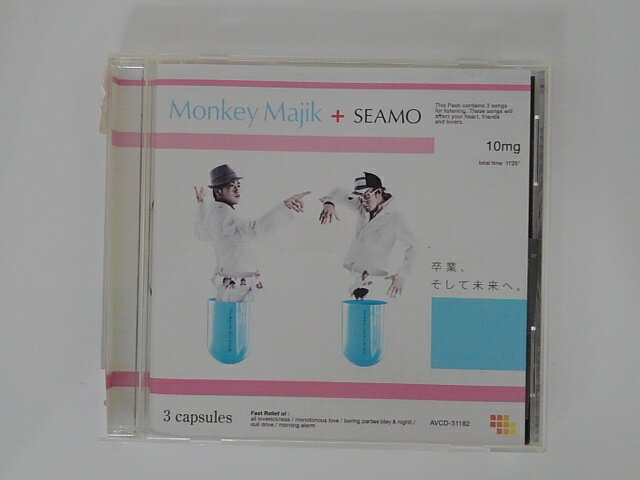 Monkey Majik + SEAMO
This Pack contains 3 songs
for listening. These songs will
affect your heart, friends
and lovers.
10mg
total time 11'25"
卒業、
そして未来へ。
3 capsules
Fast Relief of :
all lovesickness / monotonous love / boring parties (day & night) /
dull drive / morning alarm
AVCD-31182